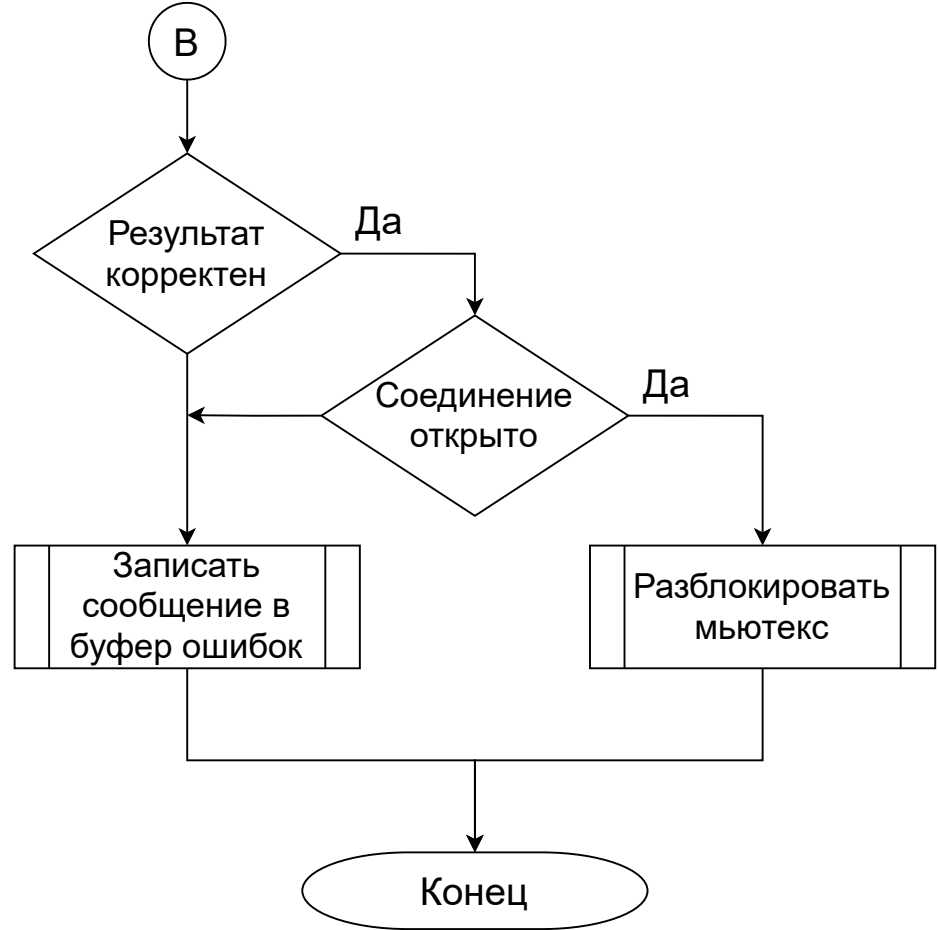 В
Да
Результат
корректен
Да
Соединение
открыто
Записать
сообщение в
буфер ошибок
Разблокировать
мьютекс
Конец